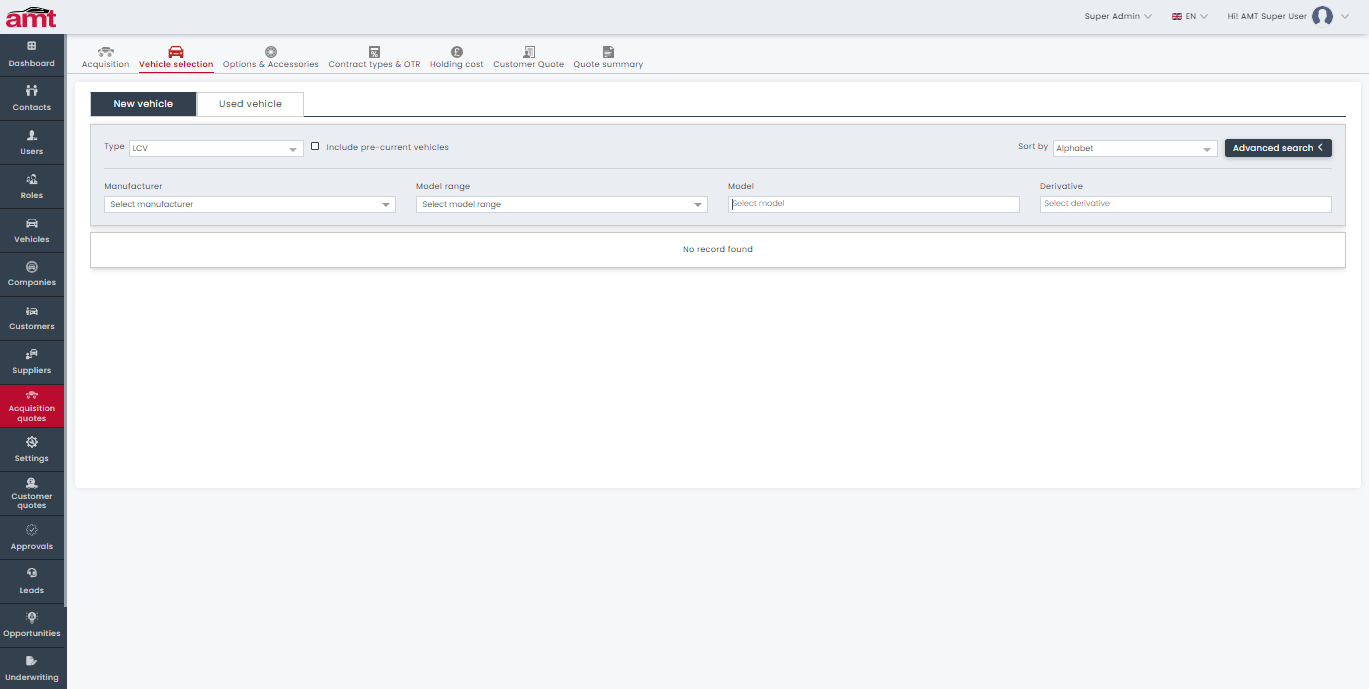 amt
Super Admin
EN
Hi! AMT Super User
Dashboard
Contacts
Users
Roles
Vehicles
Companies
Customers
Suppliers
Acquisition
quotes
Settings
Customer
quotes
Approvals
Leads
Opportunities
Underwriting
Acquisition
Vehicle selection
Options & Accessories
Contract types & OTR
Holding cost
Customer Quote
Quote summary
New vehicle
Used vehicle
Type
LCV
Include pre-current vehicles
Sort by
Alphabet
Advanced search
Manufacturer
Model range
Model
Derivative
Select manufacturer
Select model range
Select model
Select derivative
No record found